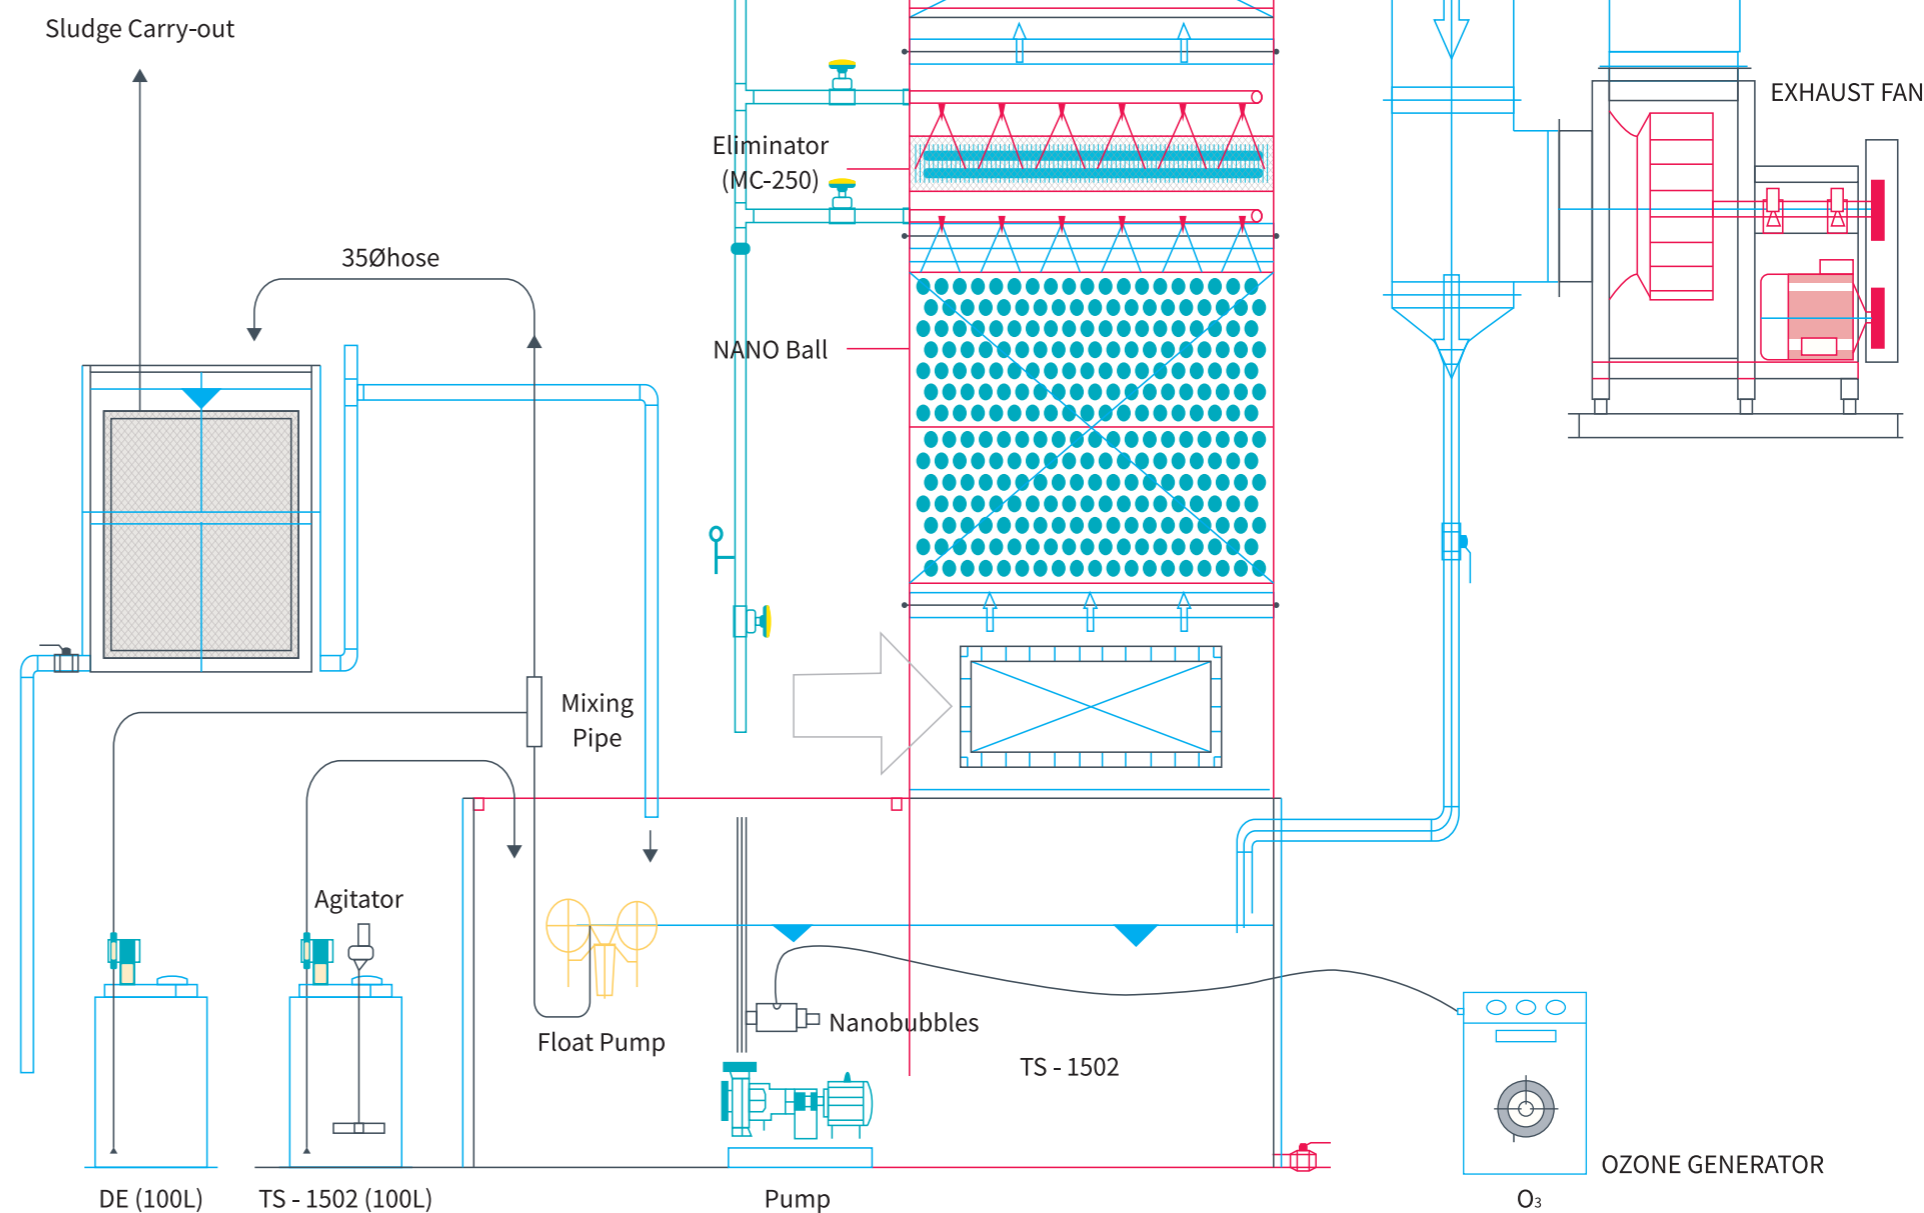 Sludge Carry-out
EXHAUST FAN
Eliminator
(MC-250)
35Øhose
NANO Ball
Mixing
Pipe
Agitator
Float Pump
Nanobubbles
TS - 1502
OZONE GENERATOR
DE (100L)
TS - 1502 (100L)
Pump
O₃